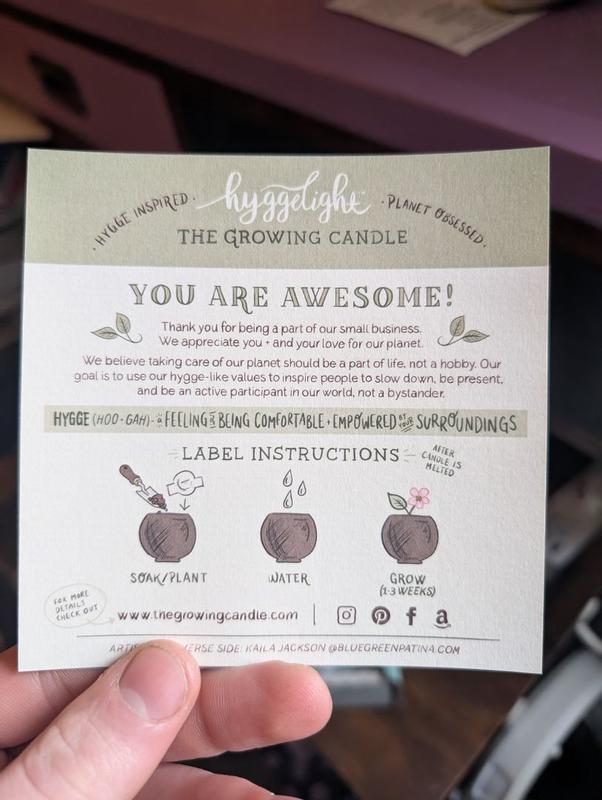 ·HYGGE INSPIRED· hyggelight ·PLANET OBSESSED·
THE GROWING CANDLE
YOU ARE AWESOME!
Thank you for being a part of our small business.
We appreciate you + and your love for our planet.
We believe taking care of our planet should be a part of life, not a hobby. Our
goal is to use our hygge-like values to inspire people to slow down, be present,
and be an active participant in our world, not a bystander.
HYGGE (HOO-GAH)- FEELING BEING COMFORTABLE + EMPOWERED BY YOUR SURROUNDINGS
LABEL INSTRUCTIONS
AFTER
CANDLE IS
MELTED
SOAK/PLANT
WATER
GROW
(1-3 WEEKS)
FOR MORE
DETAILS
CHECK OUT
www.thegrowingcandle.com
VERSE SIDE: KAILA JACKSON @BLUEGREENPATINA.COM